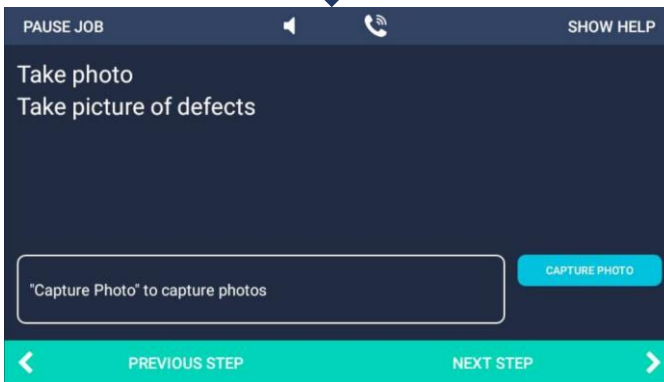 PAUSE JOB
SHOW HELP
Take photo
Take picture of defects
"Capture Photo" to capture photos
CAPTURE PHOTO
PREVIOUS STEP
NEXT STEP